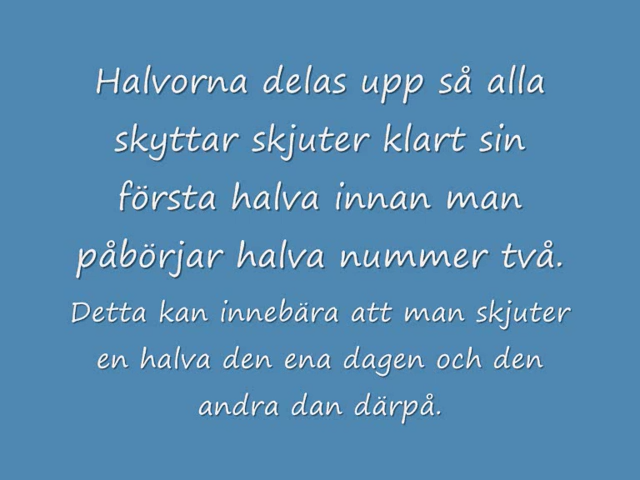 Halvorna delas upp så alla
skyttar skjuter klart sin
första halva innan man
påbörjar halva nummer två.
Detta kan innebära att man skjuter
en halva den ena dagen och den
andra dan därpå.